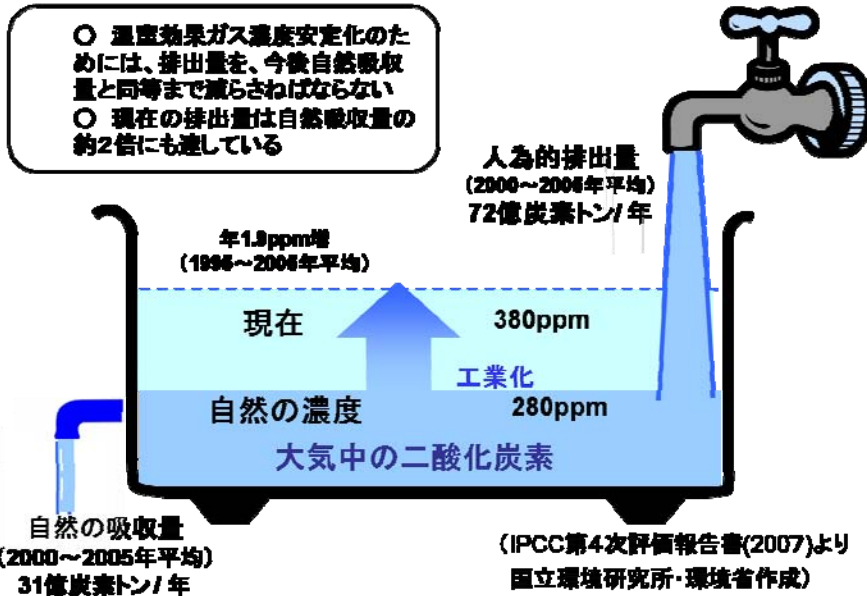 ○ 温室効果ガス濃度安定化のた
めには、排出量を、今後自然吸収
量と同等まで減らさねばならない
○ 現在の排出量は自然吸収量の
約2倍にも達している
人為的排出量
(2000～2005年平均)
72億炭素トン/年
年1.9ppm増
(1995～2005年平均)
現在 380ppm
工業化
自然の濃度 280ppm
大気中の二酸化炭素
自然の吸収量
(2000～2005年平均)
31億炭素トン/年
(IPCC第4次評価報告書(2007)より
国立環境研究所・環境省作成)